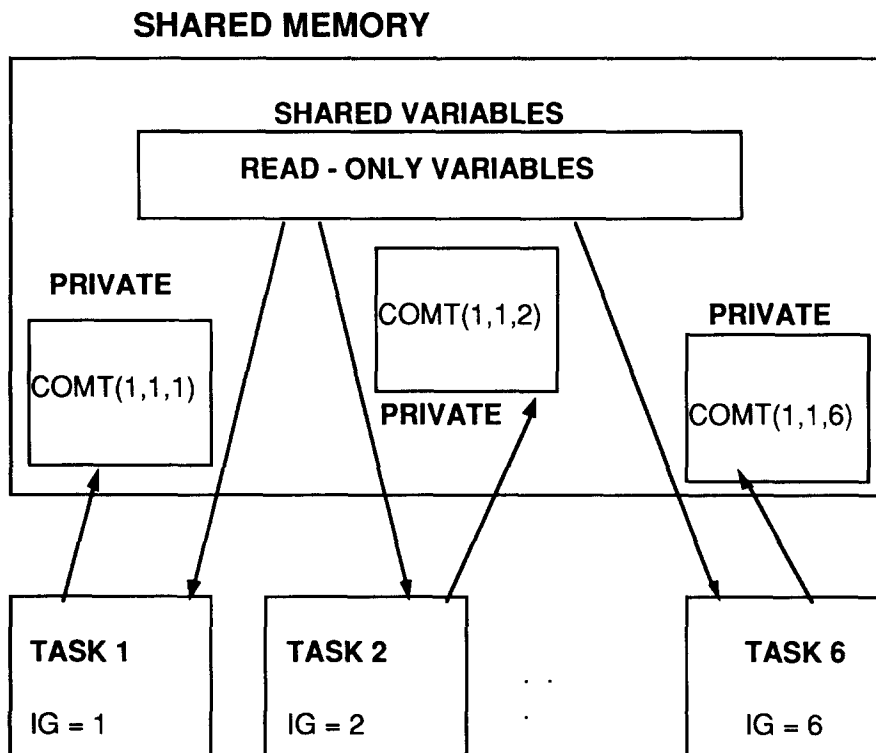 SHARED MEMORY
SHARED VARIABLES
READ - ONLY VARIABLES
PRIVATE
COMT(1,1,1)
COMT(1,1,2)
PRIVATE
PRIVATE
COMT(1,1,6)
TASK 1
IG = 1
TASK 2
IG = 2
. . .
TASK 6
IG = 6